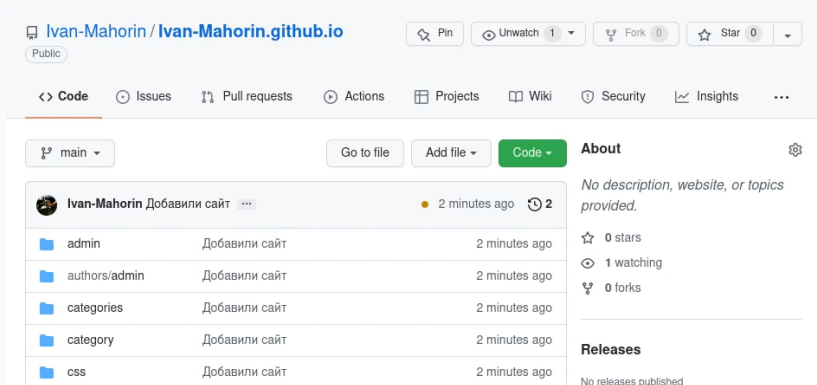 Ivan-Mahorin / Ivan-Mahorin.github.io
Pin
Unwatch 1
Fork 0
Star 0
Public
Code
Issues
Pull requests
Actions
Projects
Wiki
Security
Insights
main
Go to file
Add file
Code
About
No description, website, or topics
provided.
Ivan-Mahorin Добавили сайт
2 minutes ago
2
admin Добавили сайт 2 minutes ago
authors/admin Добавили сайт 2 minutes ago
categories Добавили сайт 2 minutes ago
category Добавили сайт 2 minutes ago
css Добавили сайт 2 minutes ago
0 stars
1 watching
0 forks
Releases
No releases published